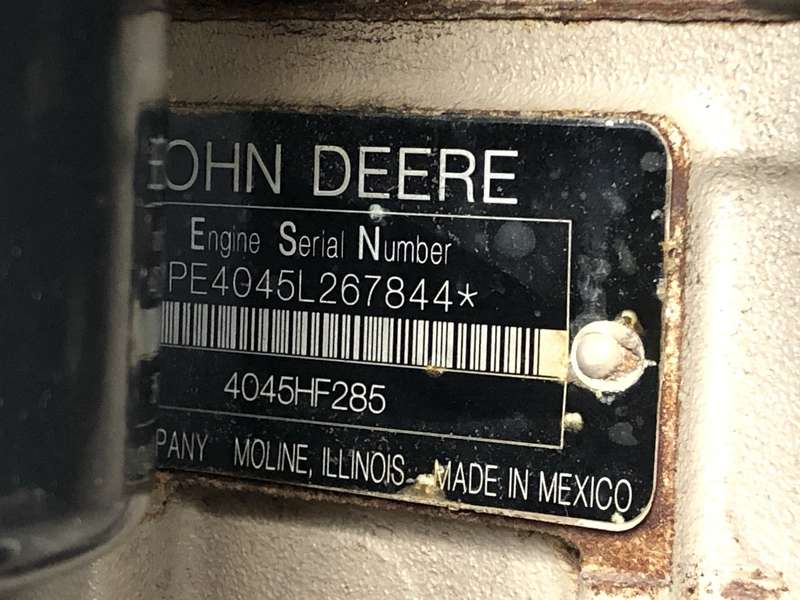 OHN DEERE
Engine Serial Number
PE4045L267844*
4045HF285
PANY MOLINE, ILLINOIS MADE IN MEXICO